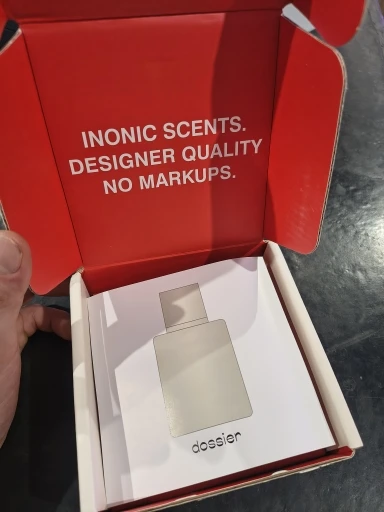 INONIC SCENTS.
DESIGNER QUALITY
NO MARKUPS.
dossier